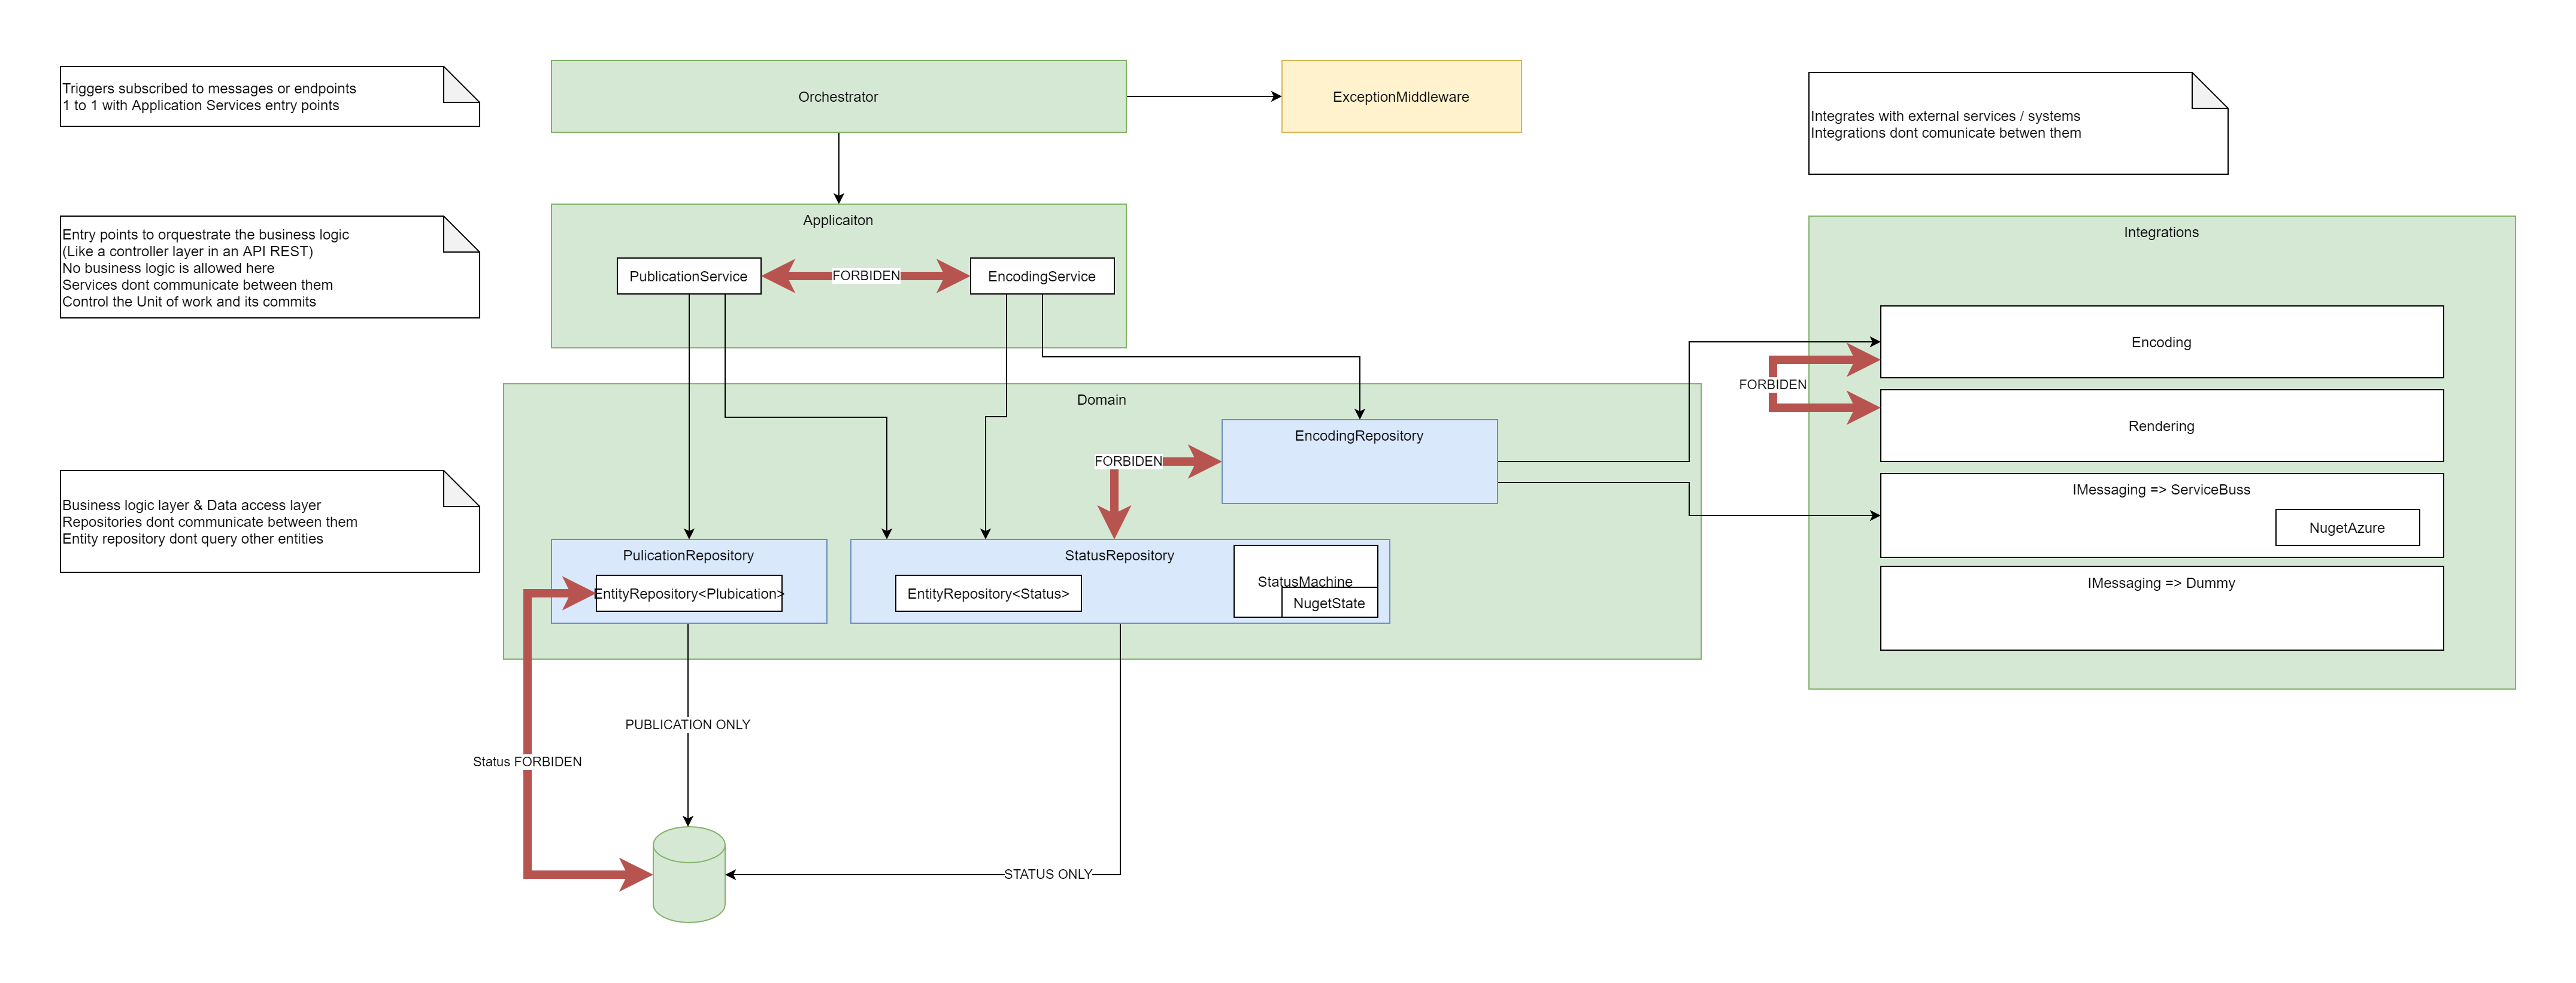 Triggers subscribed to messages or endpoints
1 to 1 with Application Services entry points
Orchestrator
ExceptionMiddleware
Integrates with external services / systems
Integrations dont comunicate betwen them
Entry points to orquestrate the business logic
(Like a controller layer in an API REST)
No business logic is allowed here
Services dont communicate between them
Control the Unit of work and its commits
Applicaiton
PublicationService
FORBIDEN
EncodingService
Integrations
Encoding
FORBIDEN
Rendering
IMessaging => ServiceBuss
NugetAzure
IMessaging => Dummy
Domain
EncodingRepository
FORBIDEN
Business logic layer & Data access layer
Repositories dont communicate between them
Entity repository dont query other entities
PulicationRepository
EntityRepository<Plubication>
StatusRepository
EntityRepository<Status>
StatusMachine
NugetState
PUBLICATION ONLY
Status FORBIDEN
STATUS ONLY